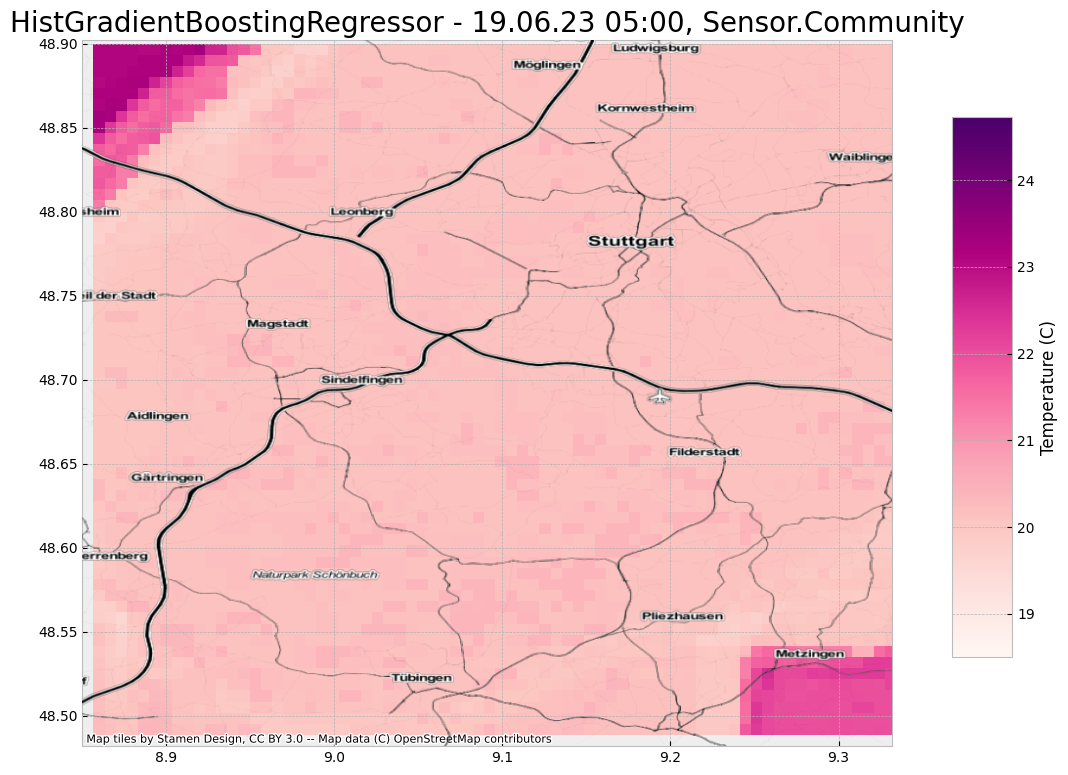 HistGradientBoostingRegressor - 19.06.23 05:00, Sensor.Community
48.90
48.85
48.80
48.75
48.70
48.65
48.60
48.55
48.50
8.9
9.0
9.1
9.2
9.3
Ludwigsburg
Möglingen
Kornwestheim
Waiblinge
sheim
Leonberg
Stuttgart
eil der Stadt
Magstadt
Sindelfingen
Aidlingen
Filderstadt
Gärtringen
errenberg
Naturpark Schönbuch
Pliezhausen
Metzingen
Tübingen
f
Map tiles by Stamen Design, CC BY 3.0 -- Map data (C) OpenStreetMap contributors
24
23
22
21
20
19
Temperature (C)